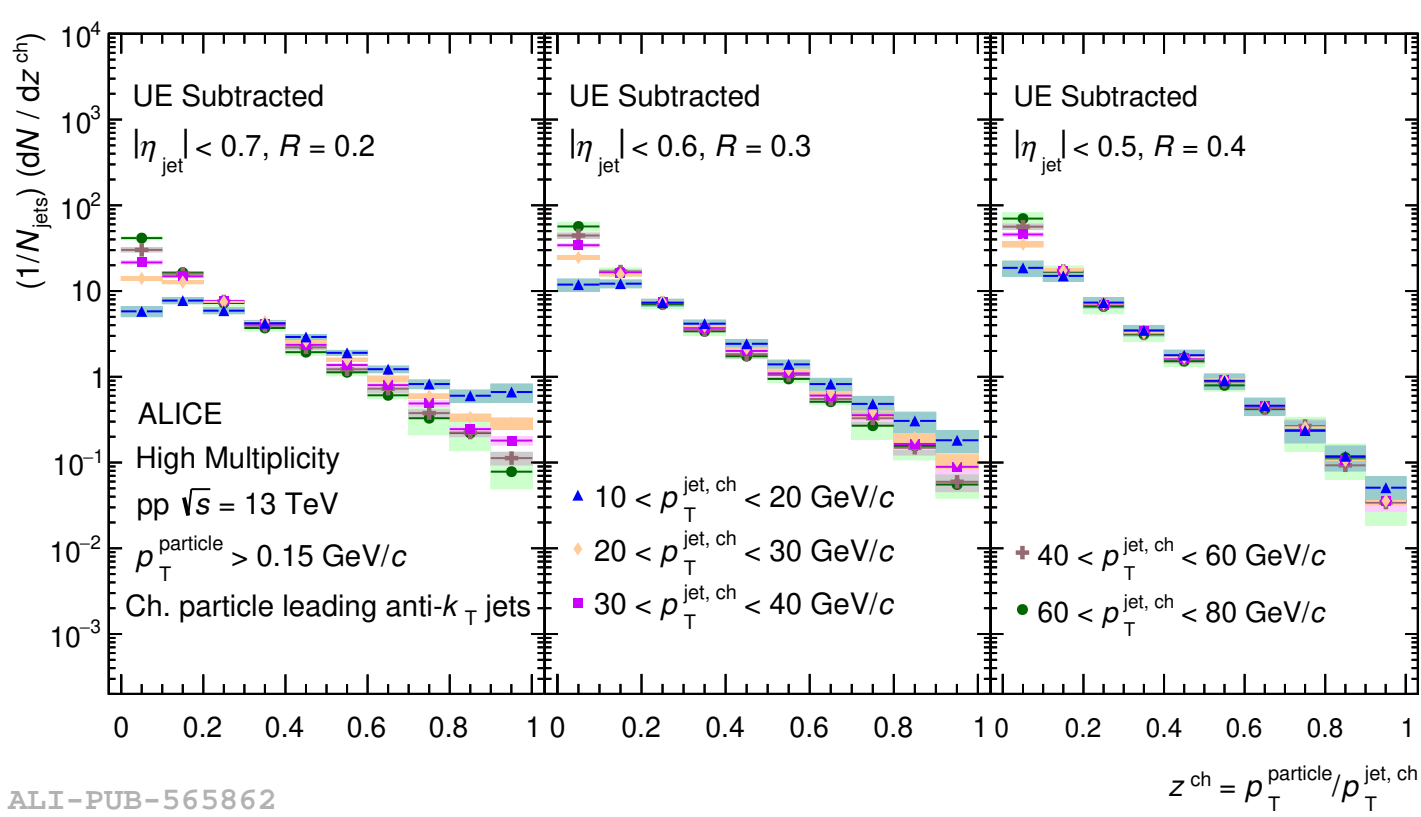 (1/N_jets) (dN / dz^ch)
10^4
10^3
10^2
10
1
10^−1
10^−2
10^−3
UE Subtracted
|η_jet| < 0.7, R = 0.2
ALICE
High Multiplicity
pp √s = 13 TeV
p_T^particle > 0.15 GeV/c
Ch. particle leading anti-k_T jets
UE Subtracted
|η_jet| < 0.6, R = 0.3
10 < p_T^jet, ch < 20 GeV/c
20 < p_T^jet, ch < 30 GeV/c
30 < p_T^jet, ch < 40 GeV/c
UE Subtracted
|η_jet| < 0.5, R = 0.4
40 < p_T^jet, ch < 60 GeV/c
60 < p_T^jet, ch < 80 GeV/c
0 0.2 0.4 0.6 0.8 1 0 0.2 0.4 0.6 0.8 1 0 0.2 0.4 0.6 0.8 1
z^ch = p_T^particle/p_T^jet, ch
ALI-PUB-565862